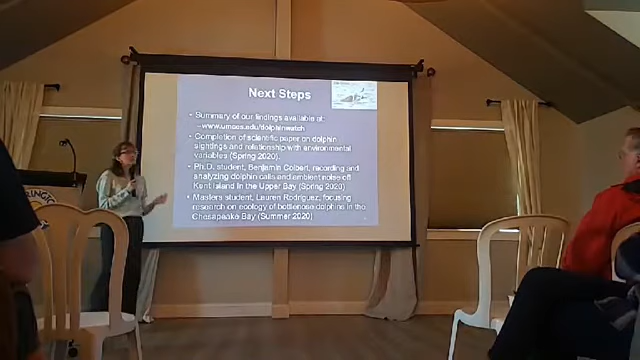 Next Steps
• Summary of our findings available at:
–www.umces.edu/dolphinwatch
• Completion of scientific paper on dolphin
sightings and relationship with environmental
variables (Spring 2020).
• Ph.D. student, Benjamin Colbert, recording and
analyzing dolphin calls and ambient noise off
Kent Island in the Upper Bay (Spring 2020)
• Masters student, Lauren Rodriguez, focusing
research on ecology of bottlenose dolphins in the
Chesapeake Bay (Summer 2020)